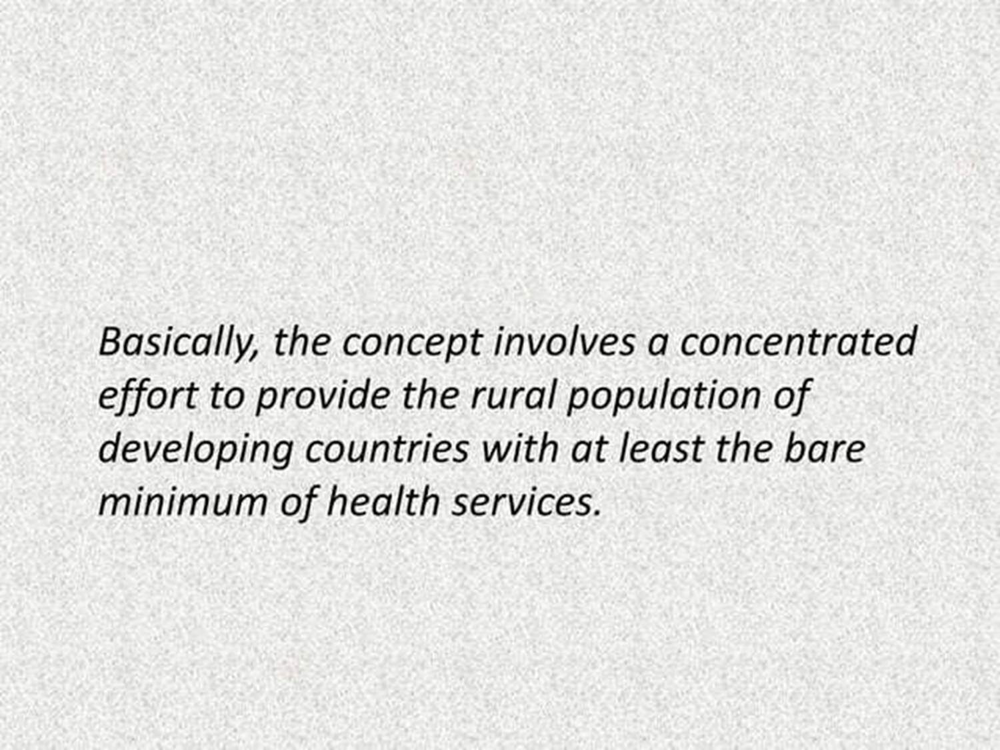 Basically, the concept involves a concentrated
effort to provide the rural population of
developing countries with at least the bare
minimum of health services.